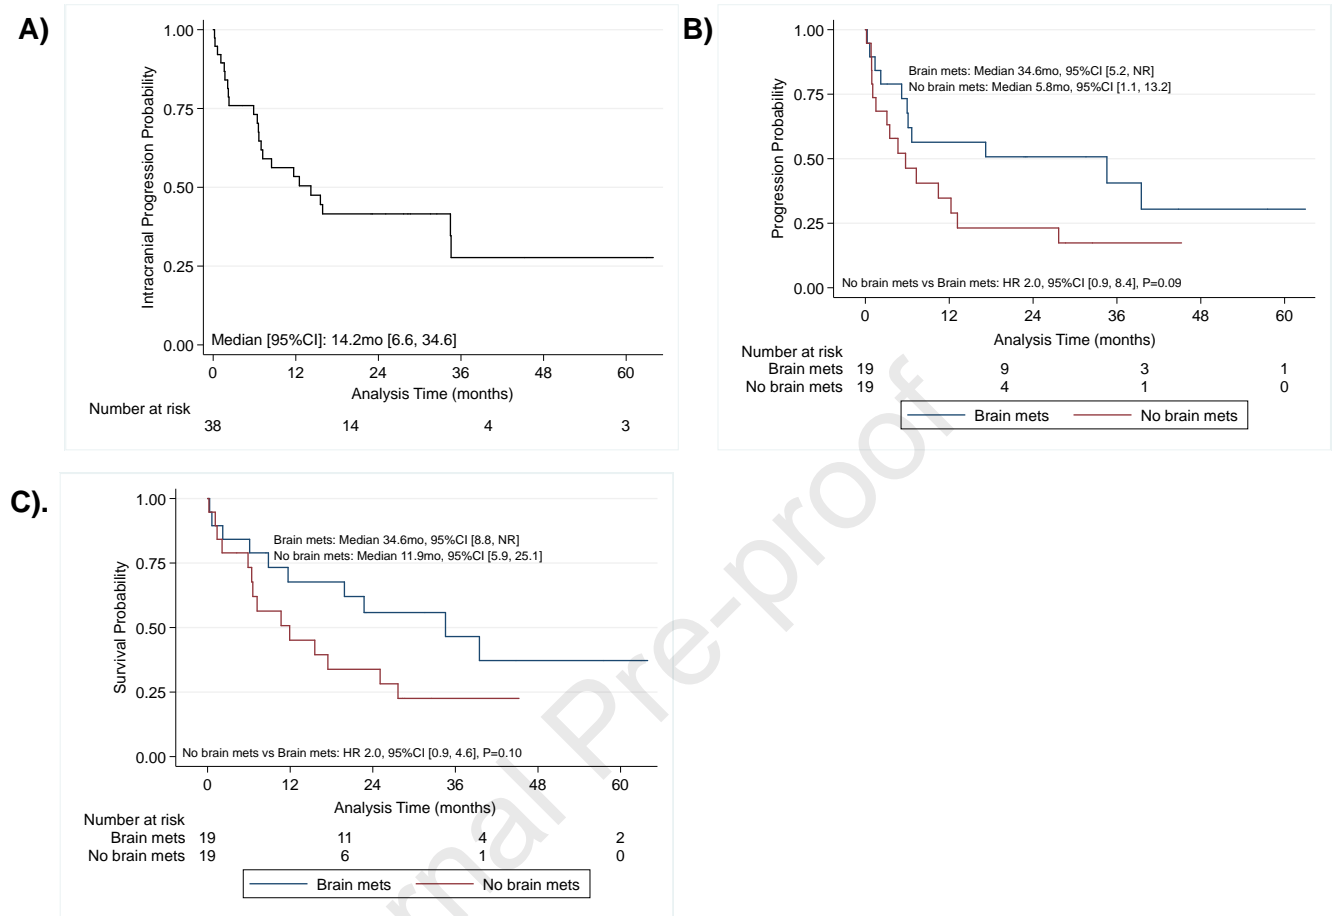 A)
1.00
0.75
0.50
0.25
0.00
Intracranial Progression Probability
Median [95%CI]: 14.2mo [6.6, 34.6]
0 12 24 36 48 60
Analysis Time (months)
Number at risk
38 14 4 3
B)
1.00
0.75
0.50
0.25
0.00
Progression Probability
Brain mets: Median 34.6mo, 95%CI [5.2, NR]
No brain mets: Median 5.8mo, 95%CI [1.1, 13.2]
No brain mets vs Brain mets: HR 2.0, 95%CI [0.9, 8.4], P=0.09
0 12 24 36 48 60
Analysis Time (months)
Number at risk
Brain mets 19 9 3 1
No brain mets 19 4 1 0
Brain mets No brain mets
C).
1.00
0.75
0.50
0.25
0.00
Survival Probability
Brain mets: Median 34.6mo, 95%CI [8.8, NR]
No brain mets: Median 11.9mo, 95%CI [5.9, 25.1]
No brain mets vs Brain mets: HR 2.0, 95%CI [0.9, 4.6], P=0.10
0 12 24 36 48 60
Analysis Time (months)
Number at risk
Brain mets 19 11 4 2
No brain mets 19 6 1 0
Brain mets No brain mets
rnal Pre-proof